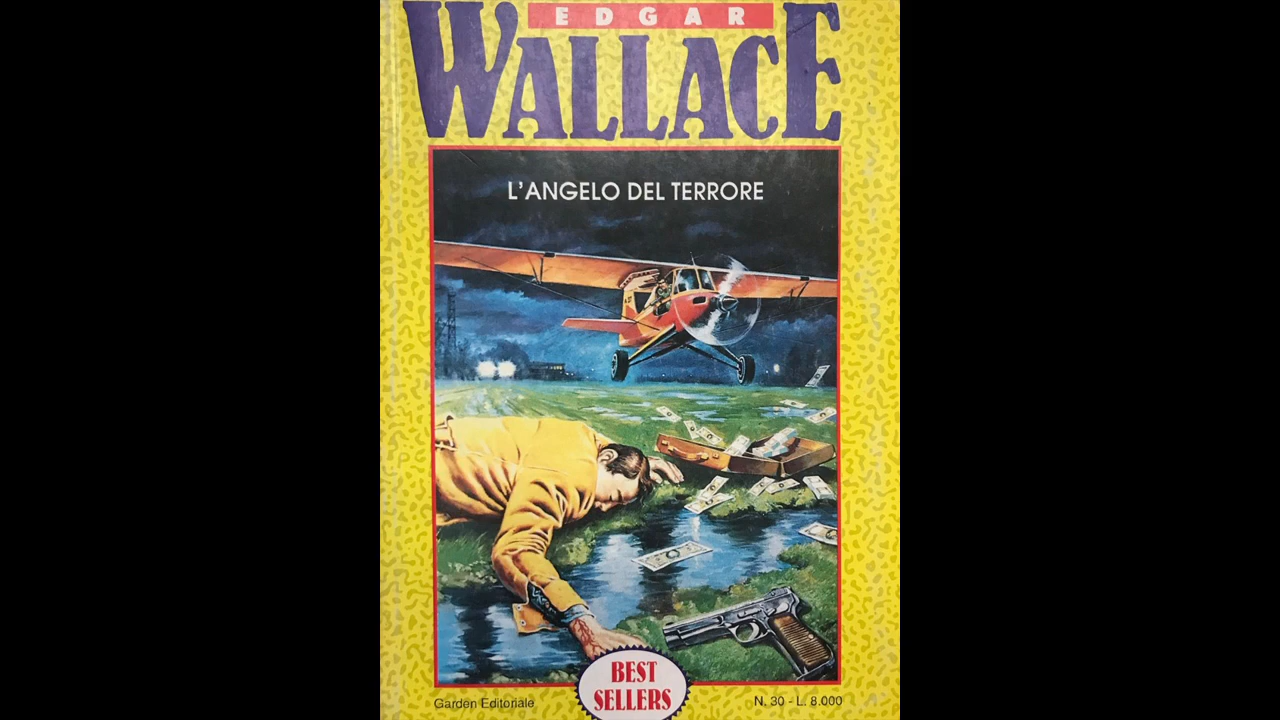 EDGAR
WALLACE
L'ANGELO DEL TERRORE
BEST
SELLERS
Garden Editoriale
N. 30 - L. 8.000